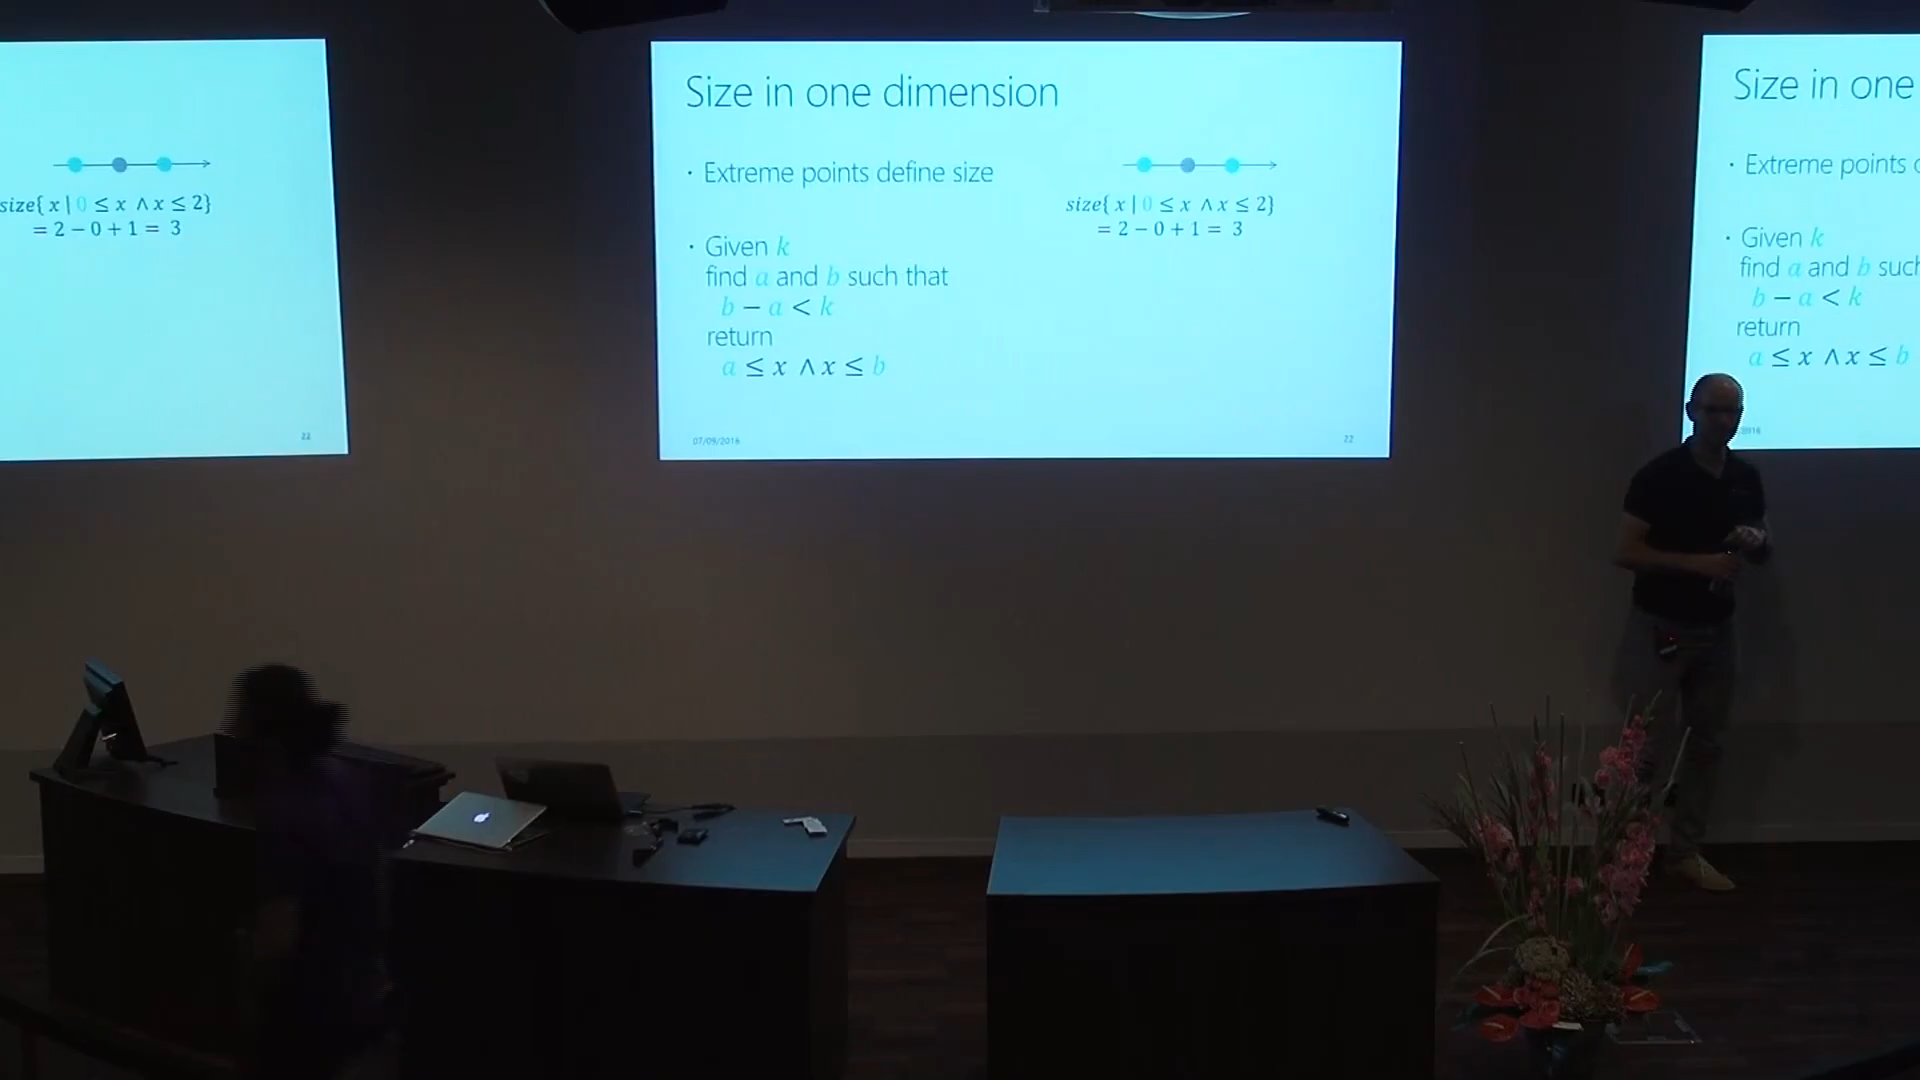 size{ x | 0 ≤ x ∧ x ≤ 2}
= 2 − 0 + 1 = 3
22
Size in one dimension
· Extreme points define size
size{ x | 0 ≤ x ∧ x ≤ 2}
= 2 − 0 + 1 = 3
· Given k
find a and b such that
b − a < k
return
a ≤ x ∧ x ≤ b
07/09/2016
22
Size in one
· Extreme points
· Given k
find a and b such
b − a < k
return
a ≤ x ∧ x ≤ b